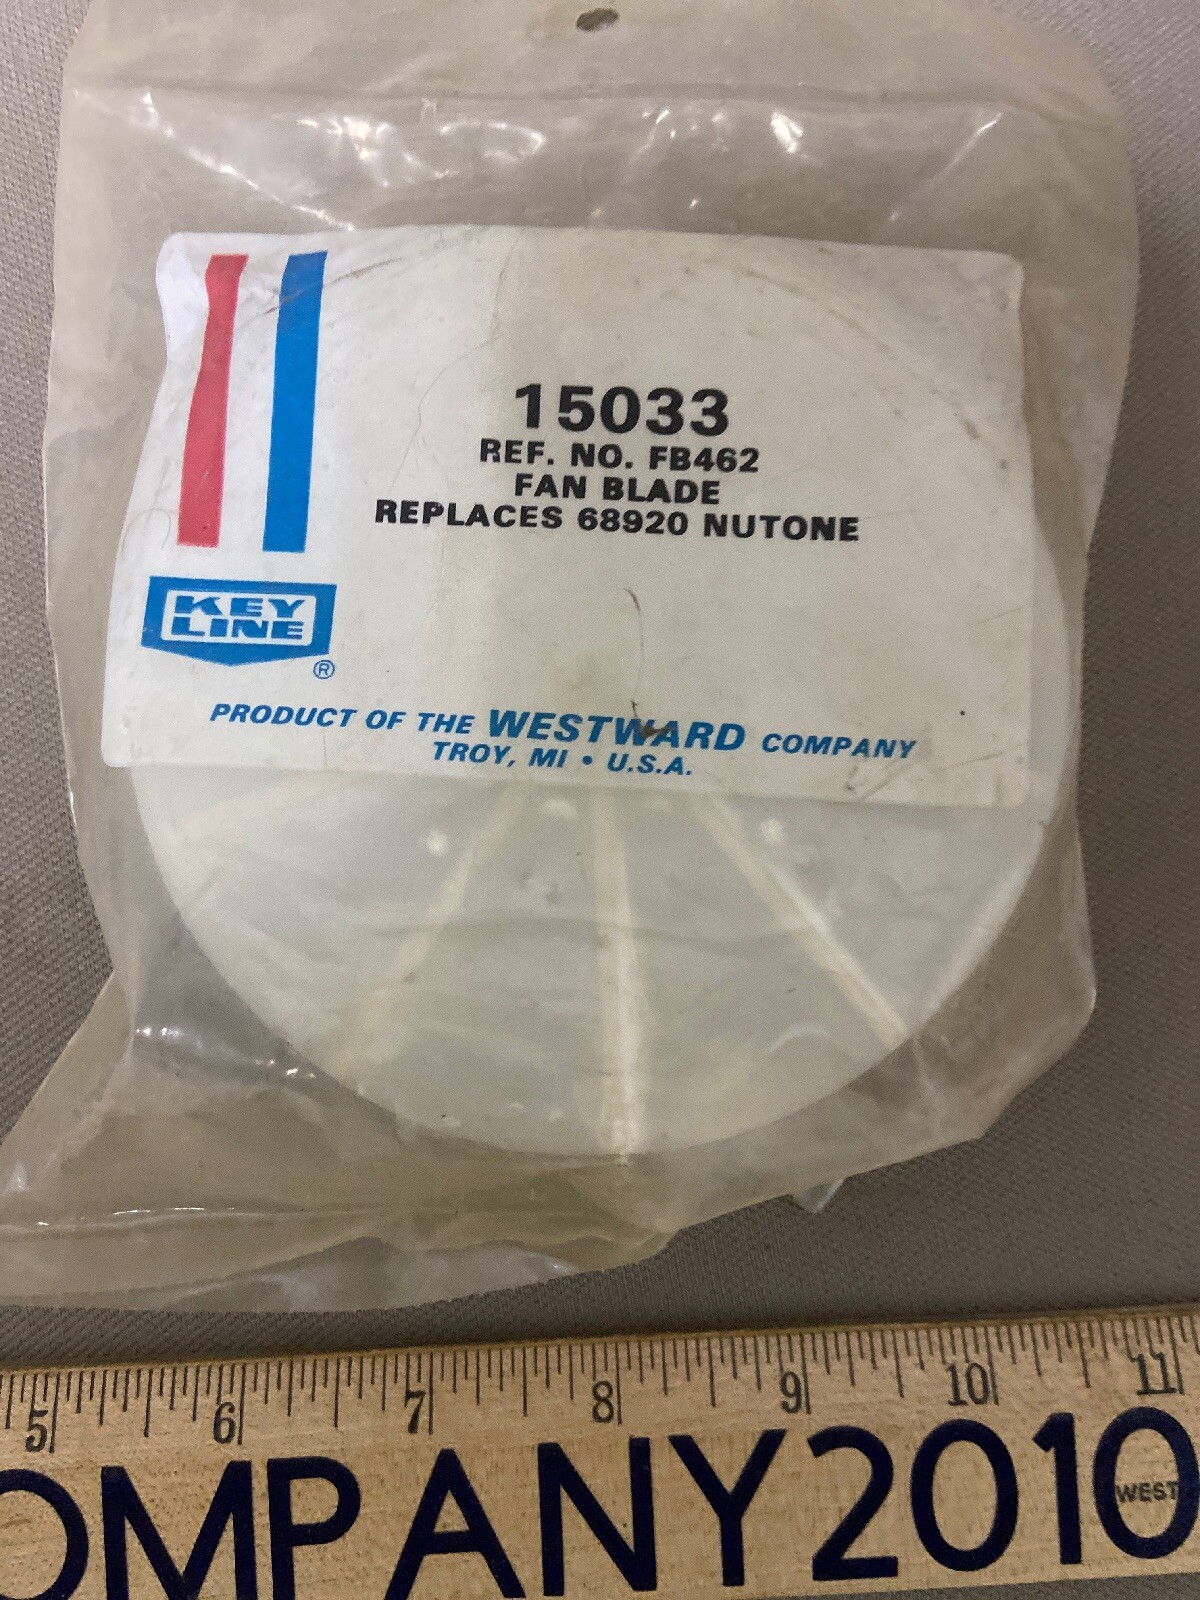 15033
REF. NO. FB462
FAN BLADE
REPLACES 68920 NUTONE
KEY
LINE
®
PRODUCT OF THE WESTWARD COMPANY
TROY, MI • U.S.A.
5 6 7 8 9 10 11
OMPANY2010
WEST